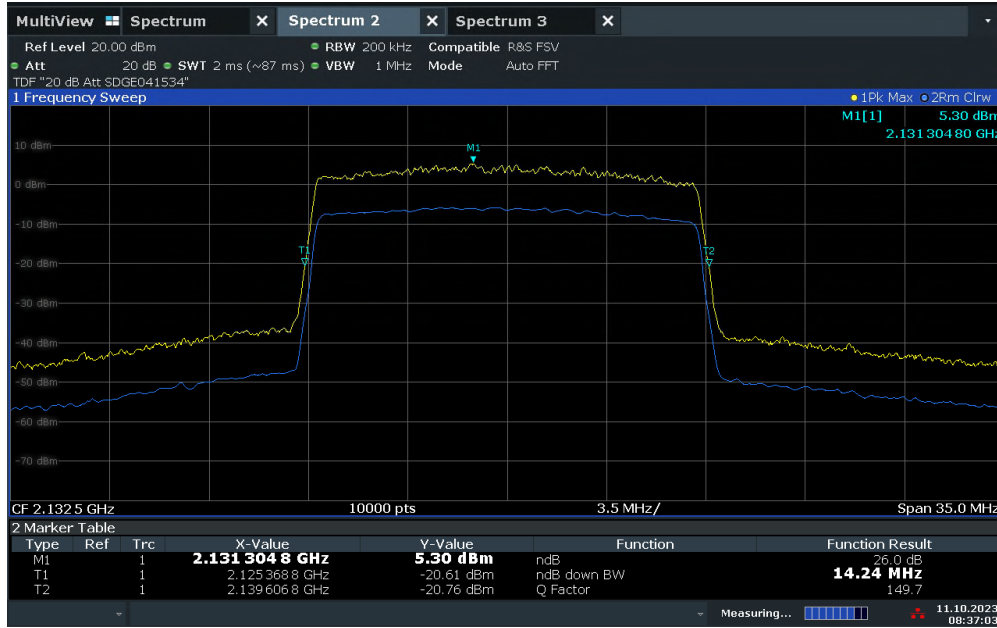 MultiView Spectrum X Spectrum 2 X Spectrum 3 X
Ref Level 20.00 dBm RBW 200 kHz Compatible R&S FSV
Att 20 dB SWT 2 ms (~87 ms) VBW 1 MHz Mode Auto FFT
TDF "20 dB Att SDGE041534"
1 Frequency Sweep 1Pk Max 2Rm Clrw
M1[1] 5.30 dBm
2.131 304 80 GHz
10 dBm
M1
0 dBm
-10 dBm
T1
T2
-20 dBm
-30 dBm
-40 dBm
-50 dBm
-60 dBm
-70 dBm
CF 2.1325 GHz 10000 pts 3.5 MHz/ Span 35.0 MHz
2 Marker Table
Type Ref Trc X-Value Y-Value Function Function Result
M1 1 2.131 304 8 GHz 5.30 dBm ndB 26.0 dB
T1 1 2.125 368 8 GHz -20.61 dBm ndB down BW 14.24 MHz
T2 1 2.139 606 8 GHz -20.76 dBm Q Factor 149.7
Measuring... 11.10.2023
08:37:03